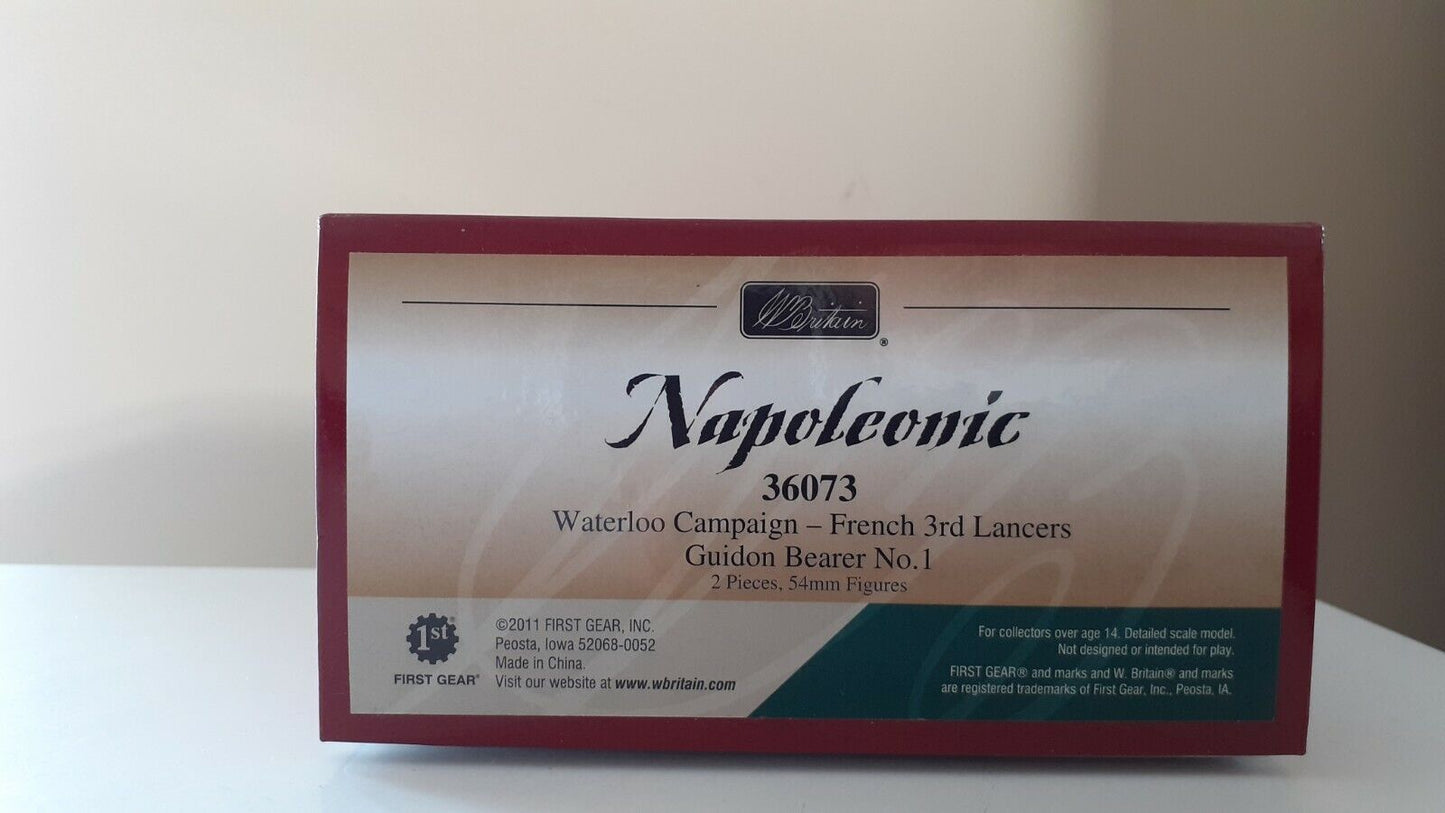 WBritain®
Napoleonic
36073
Waterloo Campaign – French 3rd Lancers
Guidon Bearer No.1
2 Pieces, 54mm Figures
1st®
FIRST GEAR®
©2011 FIRST GEAR, INC.
Peosta, Iowa 52068-0052
Made in China.
Visit our website at www.wbritain.com
For collectors over age 14. Detailed scale model.
Not designed or intended for play.
FIRST GEAR® and marks and W. Britain® and marks
are registered trademarks of First Gear, Inc., Peosta, IA.